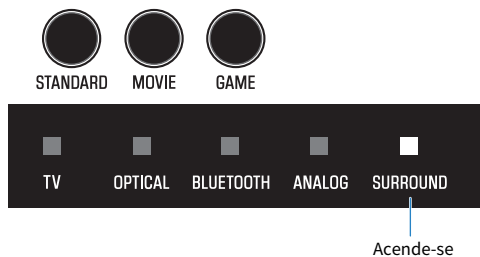 STANDARD MOVIE GAME
TV OPTICAL BLUETOOTH ANALOG SURROUND
Acende-se